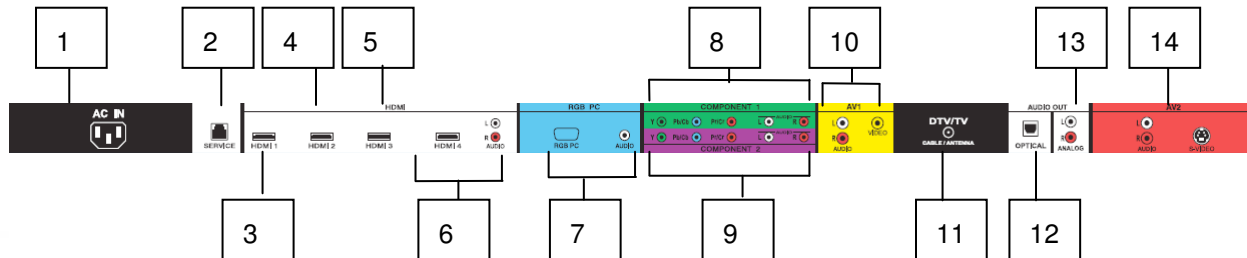 1 2 4 5 8 10 13 14
HDMI RGB PC COMPONENT 1 AV1 AUDIO OUT AV2
AC IN
SERVICE
HDMI 1 HDMI 2 HDMI 3 HDMI 4
L
R
AUDIO
RGB PC AUDIO
Y Pb/Cb Pr/Cr L AUDIO R
Y Pb/Cb Pr/Cr L R
COMPONENT 2
L
R
AUDIO
VIDEO
DTV/TV
CABLE / ANTENNA
OPTICAL
L
R
ANALOG
L
R
AUDIO
S-VIDEO
3 6 7 9 11 12